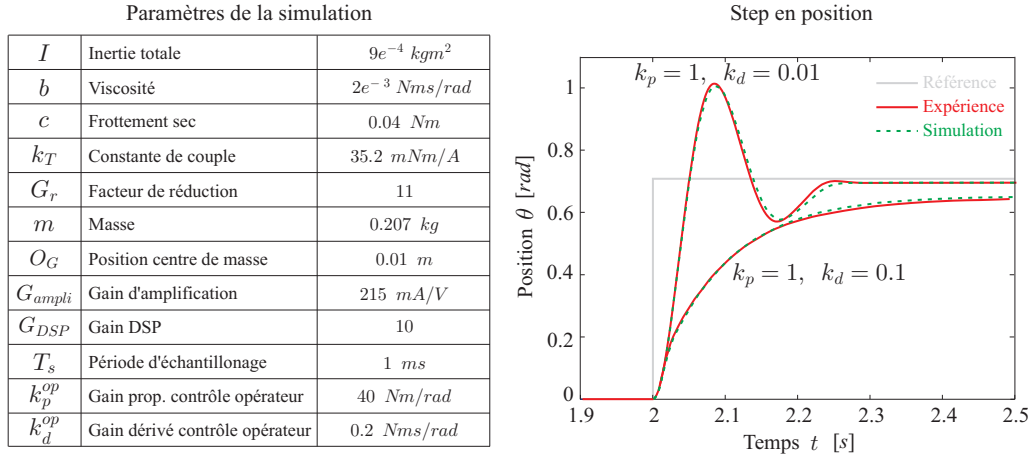 Paramètres de la simulation
I Inertie totale 9e⁻⁴ kgm²
b Viscosité 2e⁻³ Nms/rad
c Frottement sec 0.04 Nm
k_T Constante de couple 35.2 mNm/A
G_r Facteur de réduction 11
m Masse 0.207 kg
O_G Position centre de masse 0.01 m
G_ampli Gain d'amplification 215 mA/V
G_DSP Gain DSP 10
T_s Période d'échantillonage 1 ms
k_p^op Gain prop. contrôle opérateur 40 Nm/rad
k_d^op Gain dérivé contrôle opérateur 0.2 Nms/rad
Step en position
k_p = 1, k_d = 0.01
Référence
Expérience
Simulation
k_p = 1, k_d = 0.1
Position θ [rad]
1
0.8
0.6
0.4
0.2
0
1.9 2 2.1 2.2 2.3 2.4 2.5
Temps t [s]